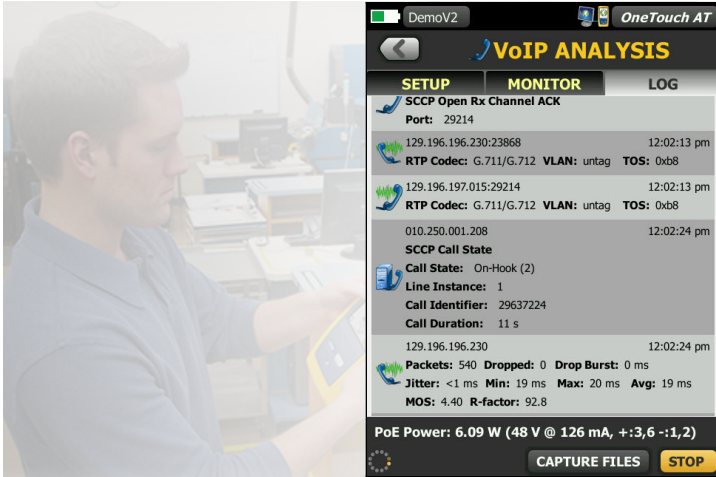 DemoV2
OneTouch AT
VoIP ANALYSIS
SETUP MONITOR LOG
SCCP Open Rx Channel ACK
Port: 29214
129.196.196.230:23868 12:02:13 pm
RTP Codec: G.711/G.712 VLAN: untag TOS: 0xb8
129.196.197.015:29214 12:02:13 pm
RTP Codec: G.711/G.712 VLAN: untag TOS: 0xb8
010.250.001.208 12:02:24 pm
SCCP Call State
Call State: On-Hook (2)
Line Instance: 1
Call Identifier: 29637224
Call Duration: 11 s
129.196.196.230 12:02:24 pm
Packets: 540 Dropped: 0 Drop Burst: 0 ms
Jitter: <1 ms Min: 19 ms Max: 20 ms Avg: 19 ms
MOS: 4.40 R-factor: 92.8
PoE Power: 6.09 W (48 V @ 126 mA, +:3,6 -:1,2)
CAPTURE FILES STOP